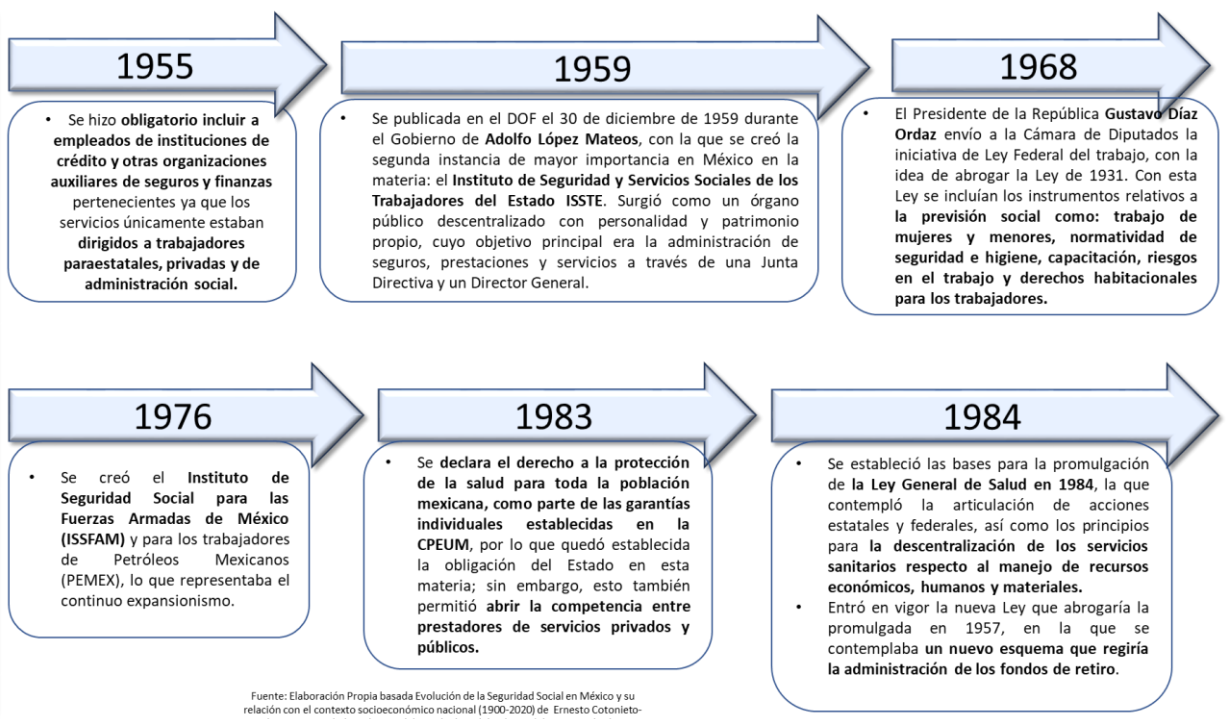 1955
• Se hizo obligatorio incluir a
empleados de instituciones de
crédito y otras organizaciones
auxiliares de seguros y finanzas
pertenecientes ya que los
servicios únicamente estaban
dirigidos a trabajadores
paraestatales, privadas y de
administración social.
1959
• Se publicada en el DOF el 30 de diciembre de 1959 durante
el Gobierno de Adolfo López Mateos, con la que se creó la
segunda instancia de mayor importancia en México en la
materia: el Instituto de Seguridad y Servicios Sociales de los
Trabajadores del Estado ISSTE. Surgió como un órgano
público descentralizado con personalidad y patrimonio
propio, cuyo objetivo principal era la administración de
seguros, prestaciones y servicios a través de una Junta
Directiva y un Director General.
1968
• El Presidente de la República Gustavo Díaz
Ordaz envío a la Cámara de Diputados la
iniciativa de Ley Federal del trabajo, con la
idea de abrogar la Ley de 1931. Con esta
Ley se incluían los instrumentos relativos a
la previsión social como: trabajo de
mujeres y menores, normatividad de
seguridad e higiene, capacitación, riesgos
en el trabajo y derechos habitacionales
para los trabajadores.
1976
• Se creó el Instituto de
Seguridad Social para las
Fuerzas Armadas de México
(ISSFAM) y para los trabajadores
de Petróleos Mexicanos
(PEMEX), lo que representaba el
continuo expansionismo.
1983
• Se declara el derecho a la protección
de la salud para toda la población
mexicana, como parte de las garantías
individuales establecidas en la
CPEUM, por lo que quedó establecida
la obligación del Estado en esta
materia; sin embargo, esto también
permitió abrir la competencia entre
prestadores de servicios privados y
públicos.
1984
• Se estableció las bases para la promulgación
de la Ley General de Salud en 1984, la que
contempló la articulación de acciones
estatales y federales, así como los principios
para la descentralización de los servicios
sanitarios respecto al manejo de recursos
económicos, humanos y materiales.
• Entró en vigor la nueva Ley que abrogaría la
promulgada en 1957, en la que se
contemplaba un nuevo esquema que regiría
la administración de los fondos de retiro.
Fuente: Elaboración Propia basada Evolución de la Seguridad Social en México y su
relación con el contexto socioeconómico nacional (1900-2020) de Ernesto Cotonieto-